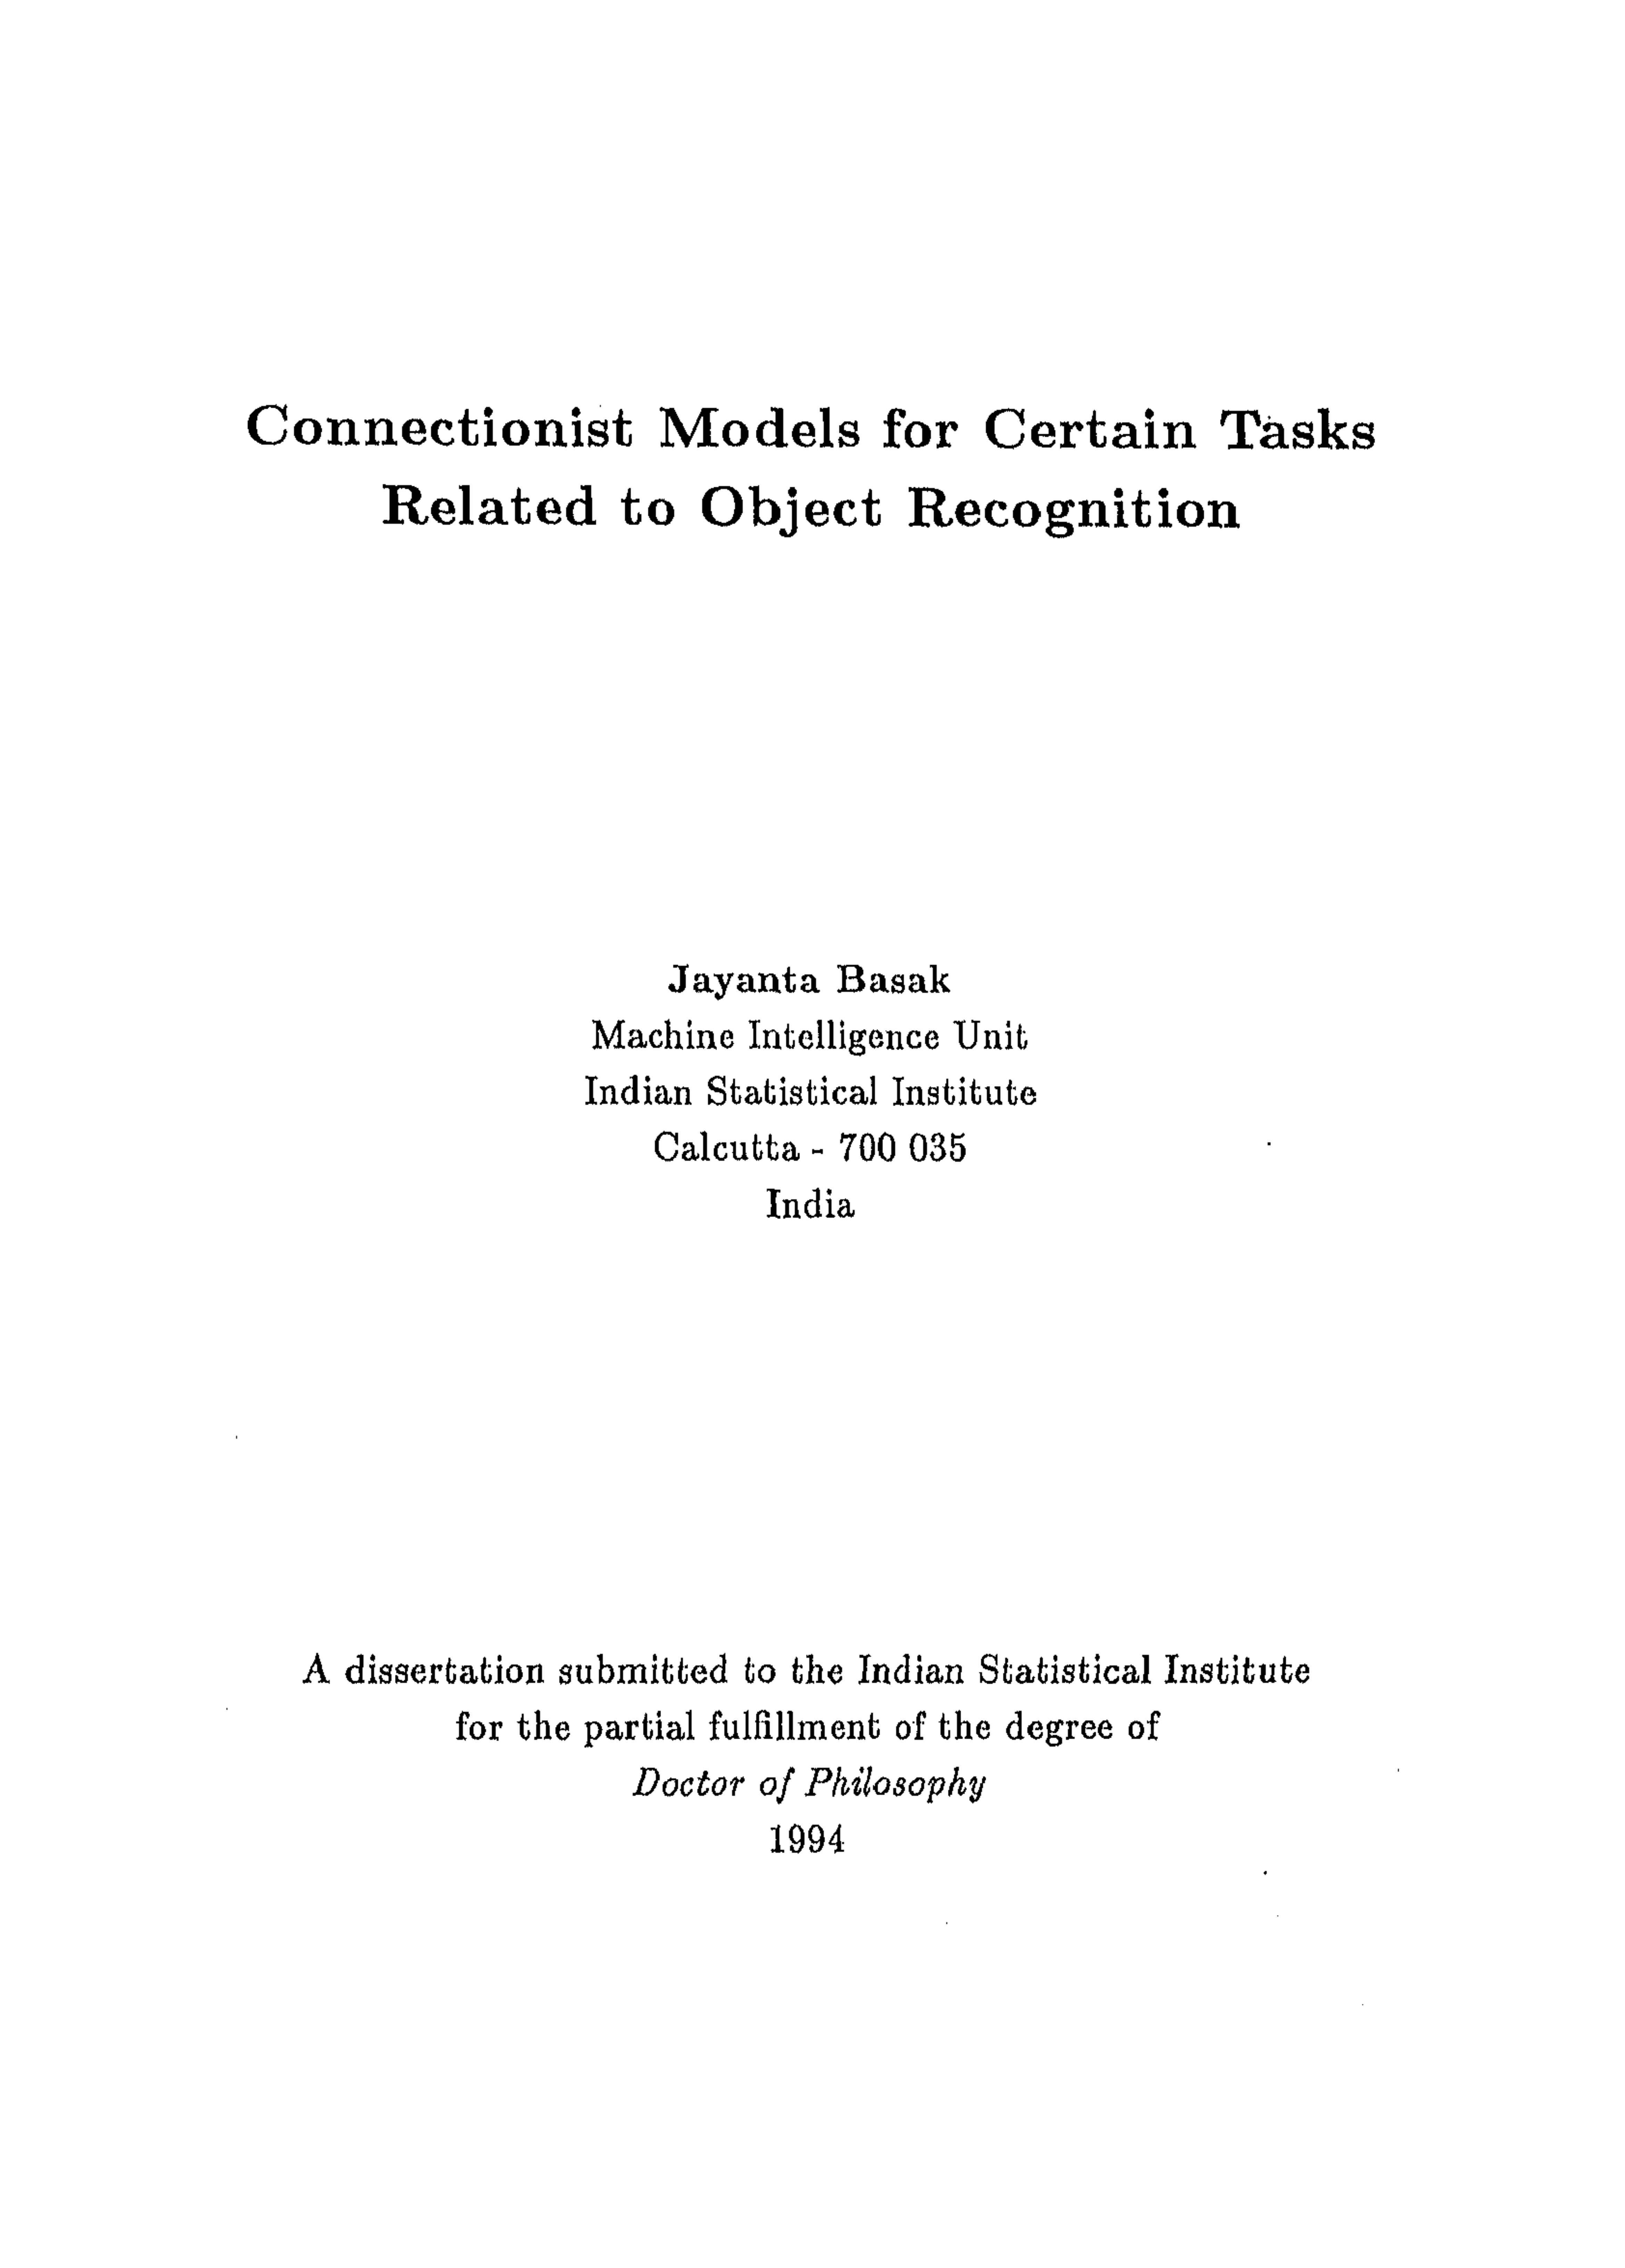 Connectionist Models for Certain Tasks
Related to Object Recognition
Jayanta Basak
Machine Intelligence Unit
Indian Statistical Institute
Calcutta - 700 035
India
A dissertation submitted to the Indian Statistical Institute
for the partial fulfillment of the degree of
Doctor of Philosophy
1994